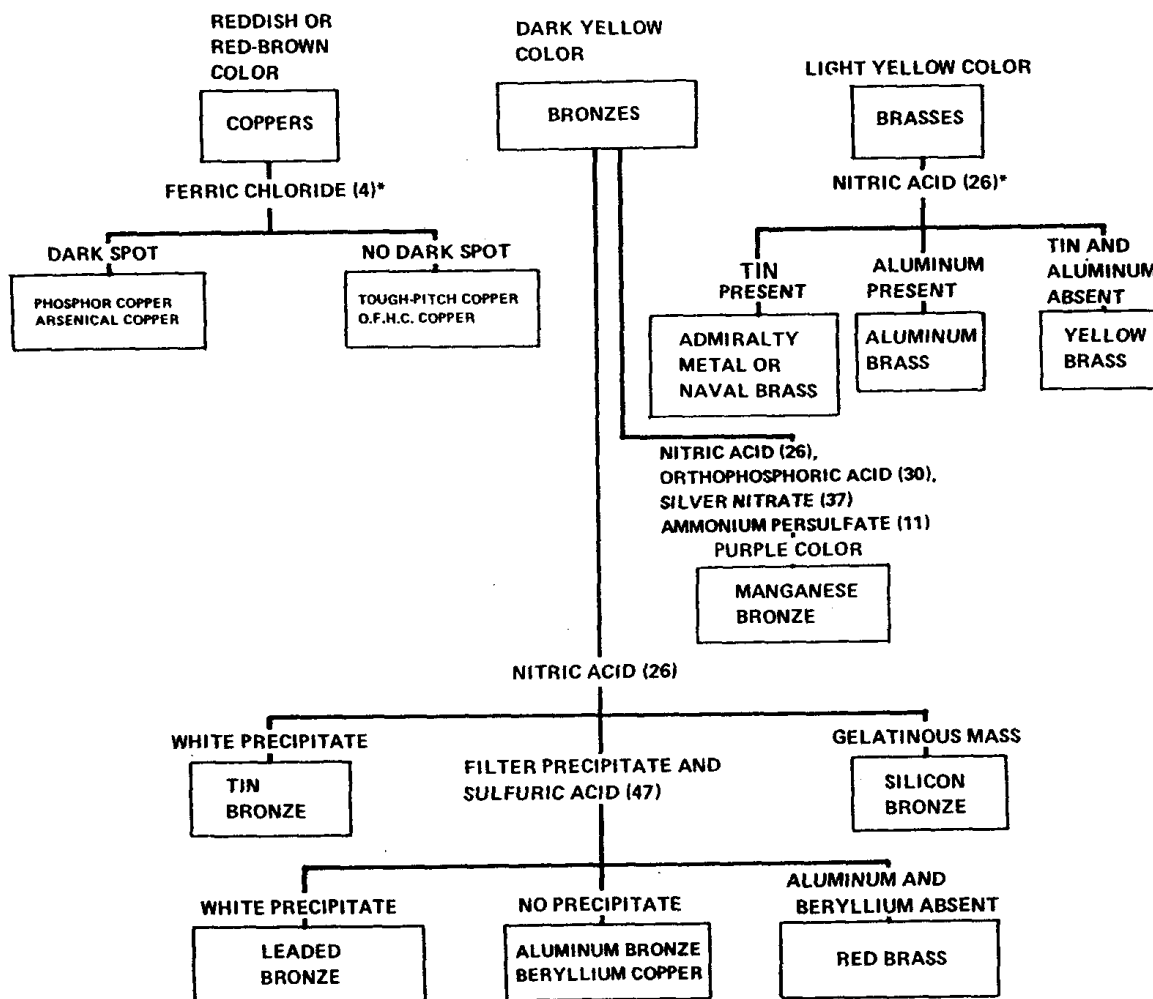 REDDISH OR
RED-BROWN
COLOR
COPPERS
FERRIC CHLORIDE (4)*
DARK SPOT
PHOSPHOR COPPER
ARSENICAL COPPER
NO DARK SPOT
TOUGH-PITCH COPPER
O.F.H.C. COPPER
DARK YELLOW
COLOR
BRONZES
LIGHT YELLOW COLOR
BRASSES
NITRIC ACID (26)*
TIN
PRESENT
ADMIRALTY
METAL OR
NAVAL BRASS
ALUMINUM
PRESENT
ALUMINUM
BRASS
TIN AND
ALUMINUM
ABSENT
YELLOW
BRASS
NITRIC ACID (26),
ORTHOPHOSPHORIC ACID (30),
SILVER NITRATE (37)
AMMONIUM PERSULFATE (11)
PURPLE COLOR
MANGANESE
BRONZE
NITRIC ACID (26)
WHITE PRECIPITATE
TIN
BRONZE
FILTER PRECIPITATE AND
SULFURIC ACID (47)
GELATINOUS MASS
SILICON
BRONZE
WHITE PRECIPITATE
LEADED
BRONZE
NO PRECIPITATE
ALUMINUM BRONZE
BERYLLIUM COPPER
ALUMINUM AND
BERYLLIUM ABSENT
RED BRASS